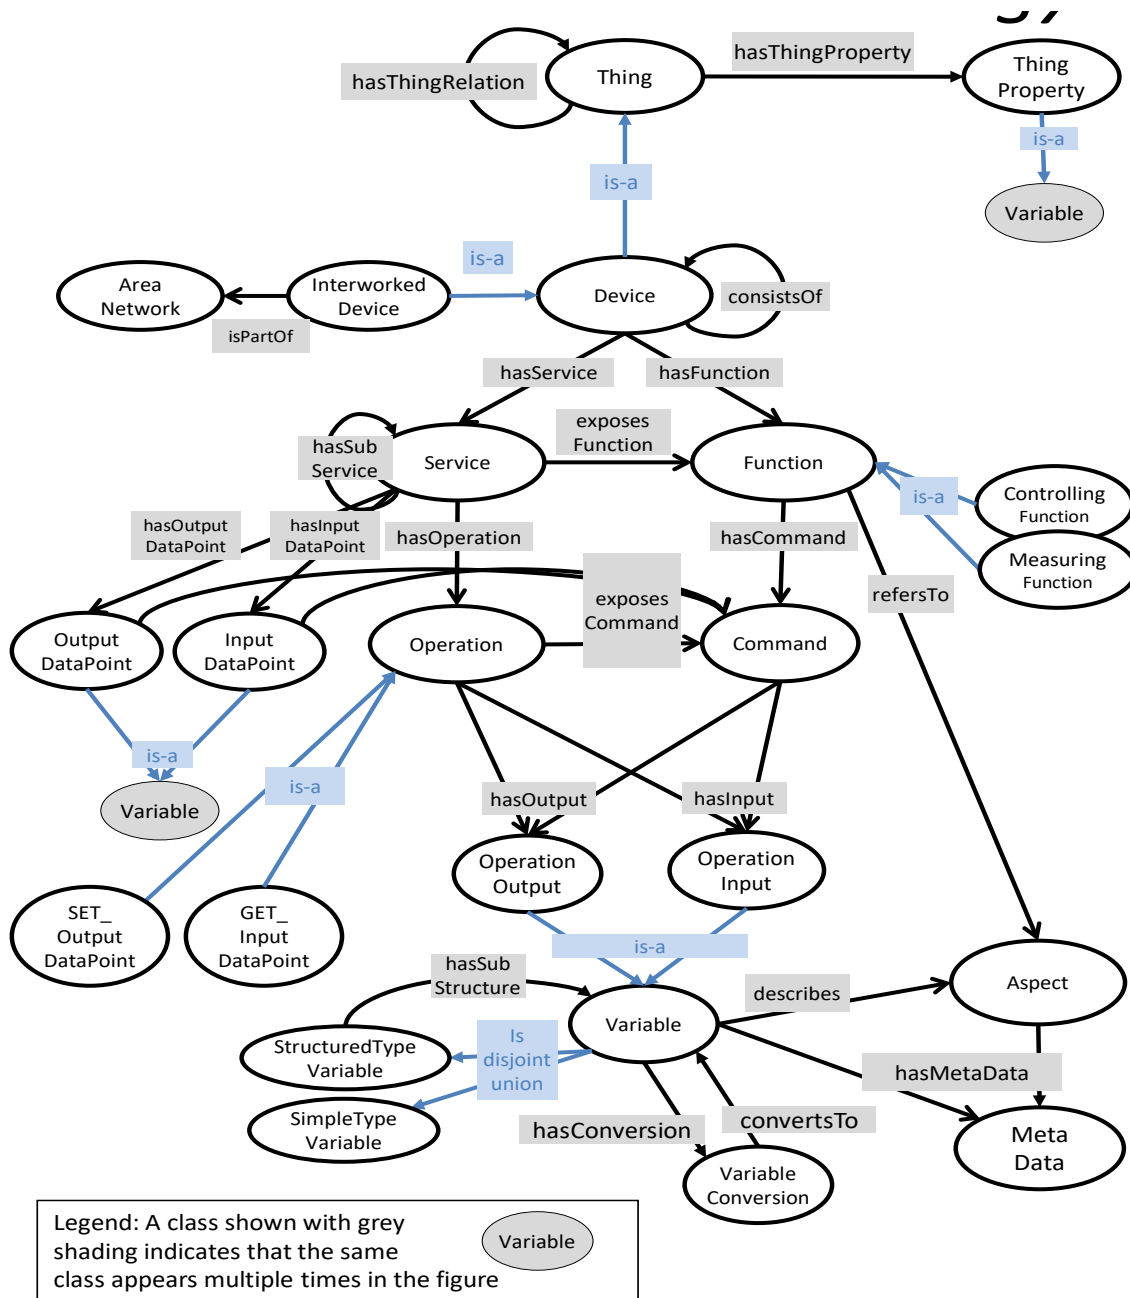 hasThingProperty
hasThingRelation
Thing
Thing
Property
is-a
is-a
Variable
is-a
Area
Network
Interworked
Device
Device
consistsOf
isPartOf
hasService
hasFunction
exposes
Function
hasSub
Service
Service
Function
is-a
Controlling
Function
Measuring
Function
hasOutput
DataPoint
hasInput
DataPoint
hasOperation
hasCommand
refersTo
exposes
Command
Output
DataPoint
Input
DataPoint
Operation
Command
is-a
is-a
Variable
hasOutput
hasInput
Operation
Output
Operation
Input
SET_
Output
DataPoint
GET_
Input
DataPoint
is-a
hasSub
Structure
describes
Aspect
Variable
StructuredType
Variable
Is
disjoint
union
hasMetaData
SimpleType
Variable
hasConversion
convertsTo
Meta
Data
Variable
Conversion
Legend: A class shown with grey
shading indicates that the same
class appears multiple times in the figure
Variable